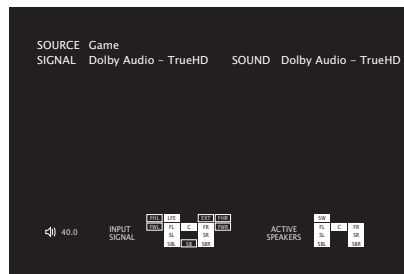 SOURCE Game
SIGNAL Dolby Audio – TrueHD SOUND Dolby Audio – TrueHD
FHL LFE EXT FHR SW
40.0 INPUT SIGNAL FWL FL C FR FWR ACTIVE SPEAKERS FL C FR
SL SR SL SR
SBL SB SBR SBL SBR